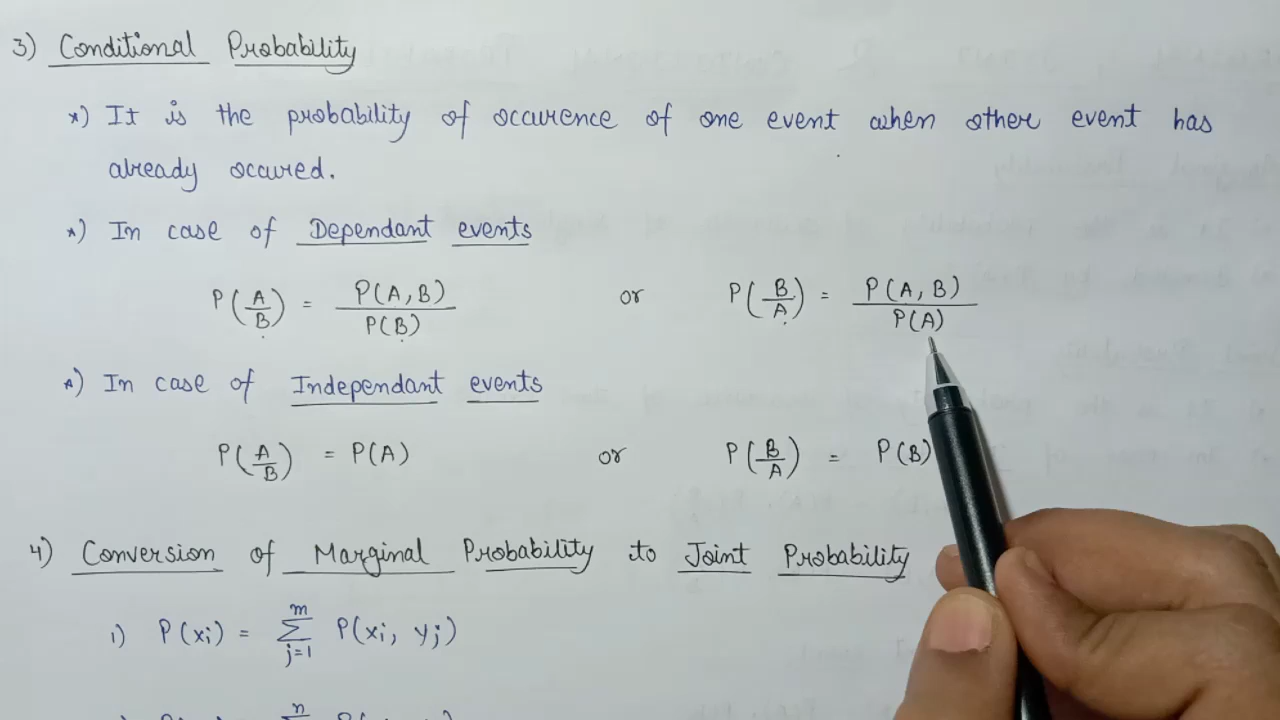 3) Conditional Probability
*) It is the probability of occurence of one event when other event has
already occured.
*) In case of Dependant events
P(A/B) = P(A,B)/P(B) or P(B/A) = P(A,B)/P(A)
*) In case of Independant events
P(A/B) = P(A) or P(B/A) = P(B)
4) Conversion of Marginal Probability to Joint Probability
i) P(xi) = m Σ j=1 P(xi, yj)